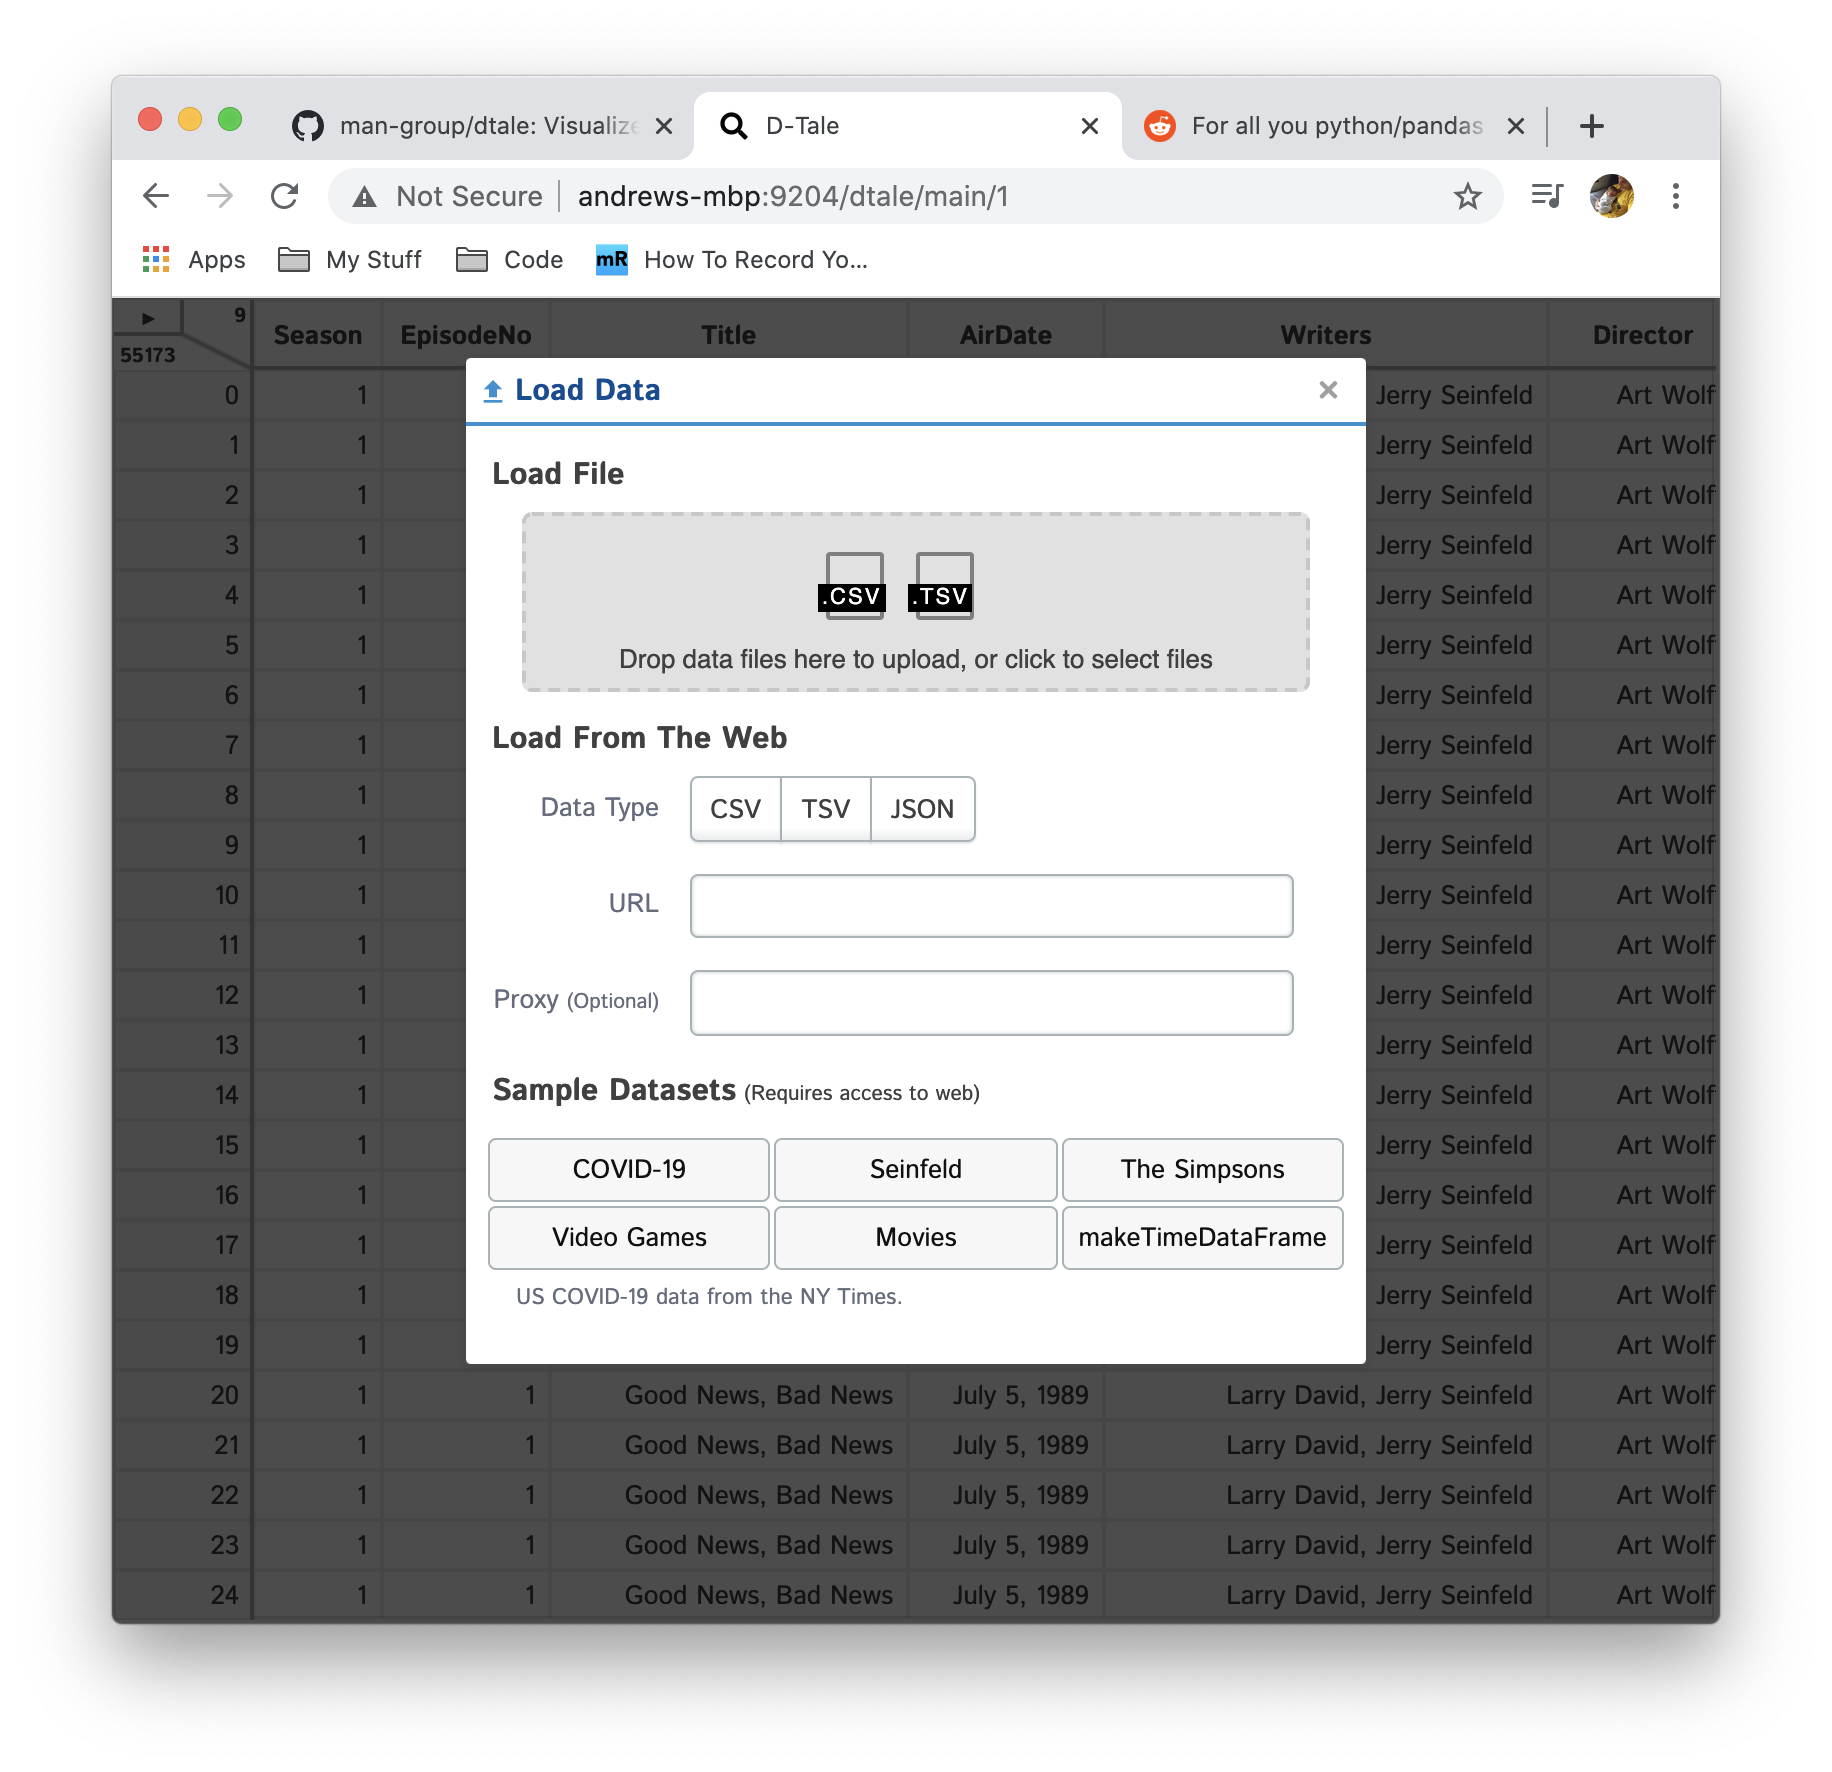 man-group/dtale: Visualize
D-Tale
For all you python/pandas
Not Secure
andrews-mbp:9204/dtale/main/1
Apps
My Stuff
Code
mR
How To Record Yo...
9
55173
Season EpisodeNo Title AirDate Writers Director
Load Data
Load File
.CSV .TSV
Drop data files here to upload, or click to select files
Load From The Web
Data Type CSV TSV JSON
URL
Proxy (Optional)
Sample Datasets (Requires access to web)
COVID-19 Seinfeld The Simpsons
Video Games Movies makeTimeDataFrame
US COVID-19 data from the NY Times.
0 1 Jerry Seinfeld Art Wolf
1 1 Jerry Seinfeld Art Wolf
2 1 Jerry Seinfeld Art Wolf
3 1 Jerry Seinfeld Art Wolf
4 1 Jerry Seinfeld Art Wolf
5 1 Jerry Seinfeld Art Wolf
6 1 Jerry Seinfeld Art Wolf
7 1 Jerry Seinfeld Art Wolf
8 1 Jerry Seinfeld Art Wolf
9 1 Jerry Seinfeld Art Wolf
10 1 Jerry Seinfeld Art Wolf
11 1 Jerry Seinfeld Art Wolf
12 1 Jerry Seinfeld Art Wolf
13 1 Jerry Seinfeld Art Wolf
14 1 Jerry Seinfeld Art Wolf
15 1 Jerry Seinfeld Art Wolf
16 1 Jerry Seinfeld Art Wolf
17 1 Jerry Seinfeld Art Wolf
18 1 Jerry Seinfeld Art Wolf
19 1 Jerry Seinfeld Art Wolf
20 1 1 Good News, Bad News July 5, 1989 Larry David, Jerry Seinfeld Art Wolf
21 1 1 Good News, Bad News July 5, 1989 Larry David, Jerry Seinfeld Art Wolf
22 1 1 Good News, Bad News July 5, 1989 Larry David, Jerry Seinfeld Art Wolf
23 1 1 Good News, Bad News July 5, 1989 Larry David, Jerry Seinfeld Art Wolf
24 1 1 Good News, Bad News July 5, 1989 Larry David, Jerry Seinfeld Art Wolf